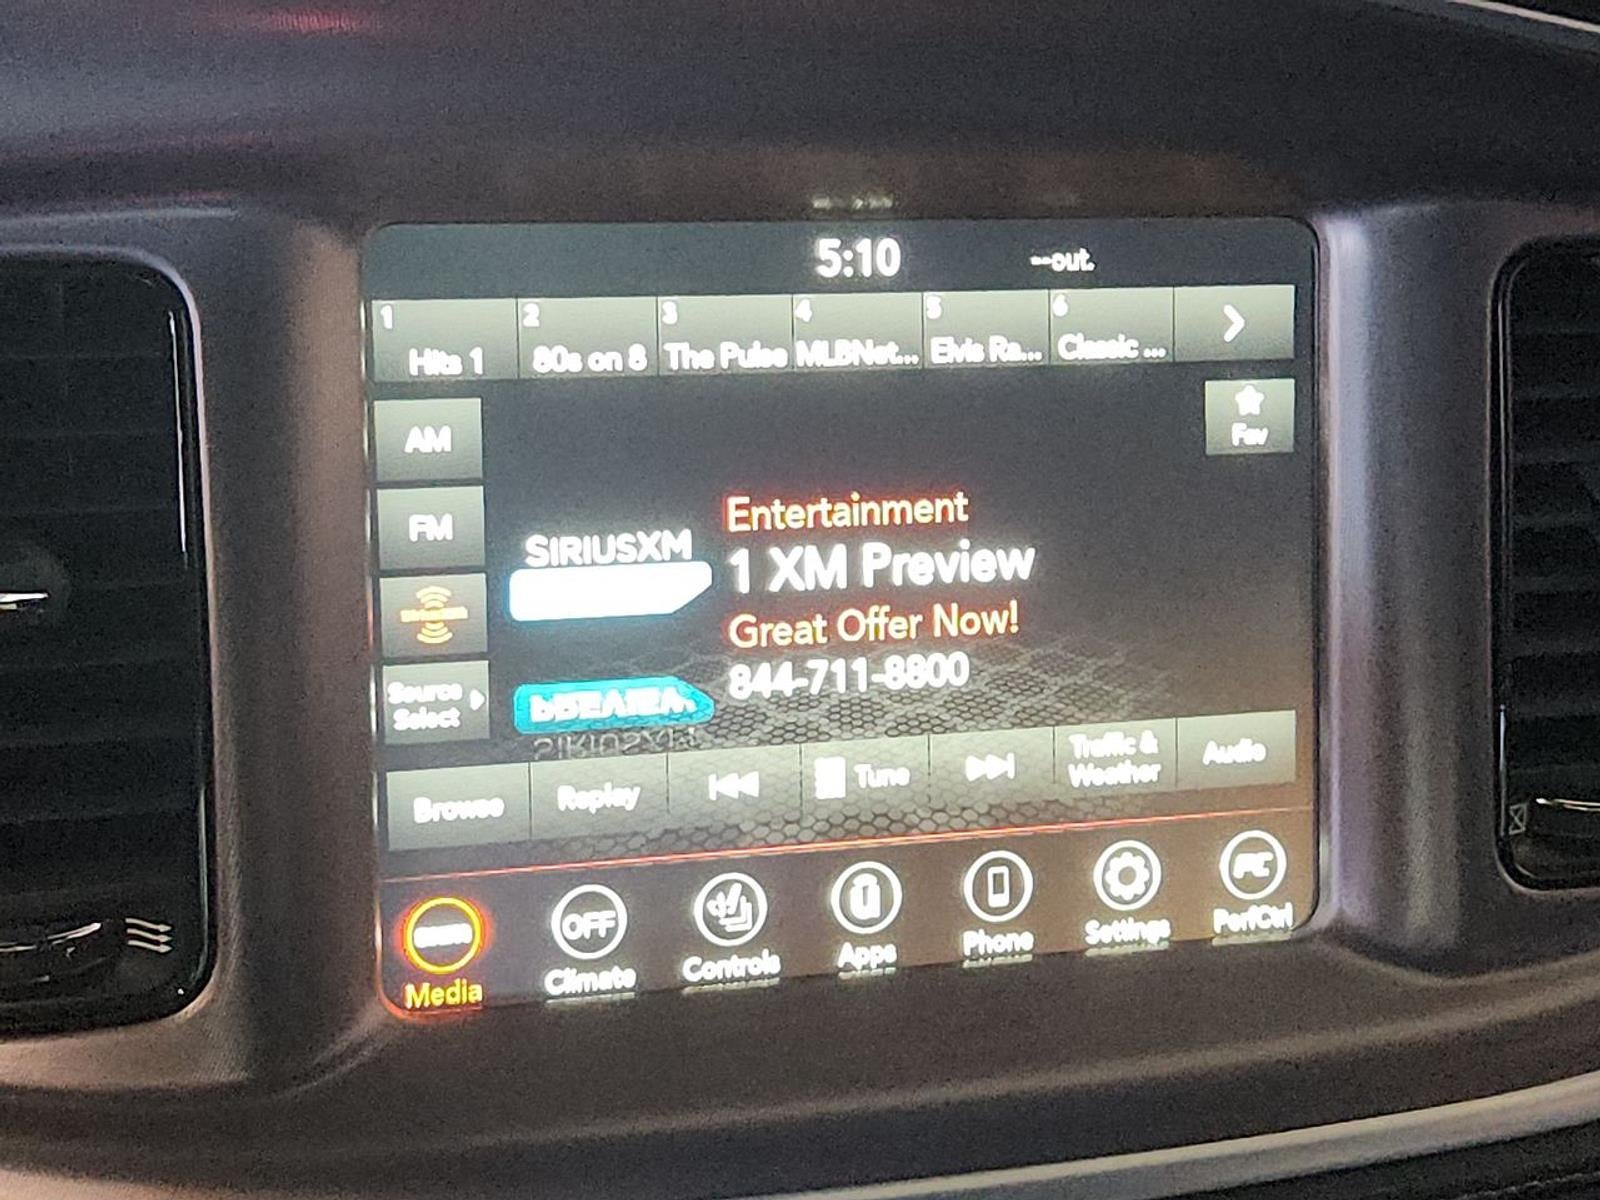 5:10 --out.
1 2 3 4 5 6
Hits 1 80s on 8 The Pulse MLBNet... Elvis Ra... Classic ...
AM
Fav
FM
SIRIUSXM
Entertainment
1 XM Preview
Great Offer Now!
844-711-8800
Source
Select
Browse Replay Tune Traffic &
Weather Audio
OFF
Media Climate Controls Apps Phone Settings PerfCtrl